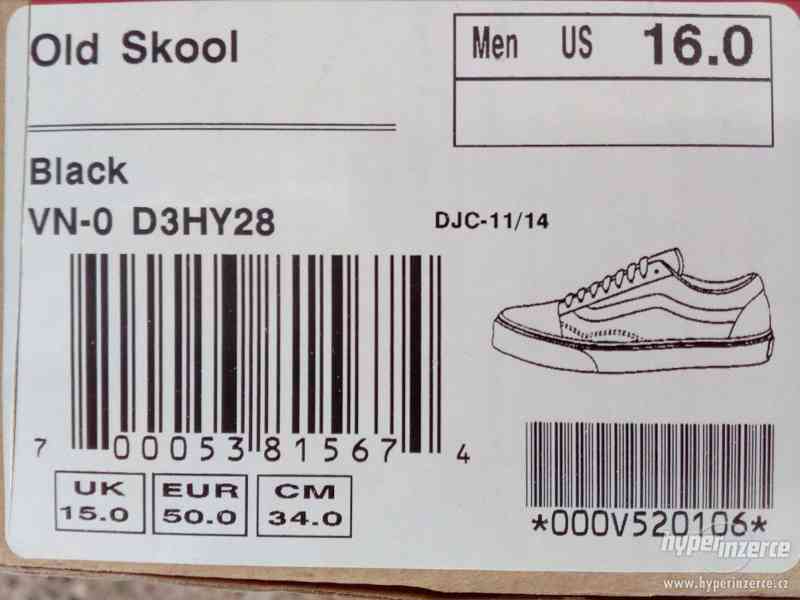 Old Skool
Men US 16.0
Black
VN-0 D3HY28
DJC-11/14
7 00053 81567 4
UK EUR CM
15.0 50.0 34.0
*000V520106*
hyperinzerce
www.hyperinzerce.cz